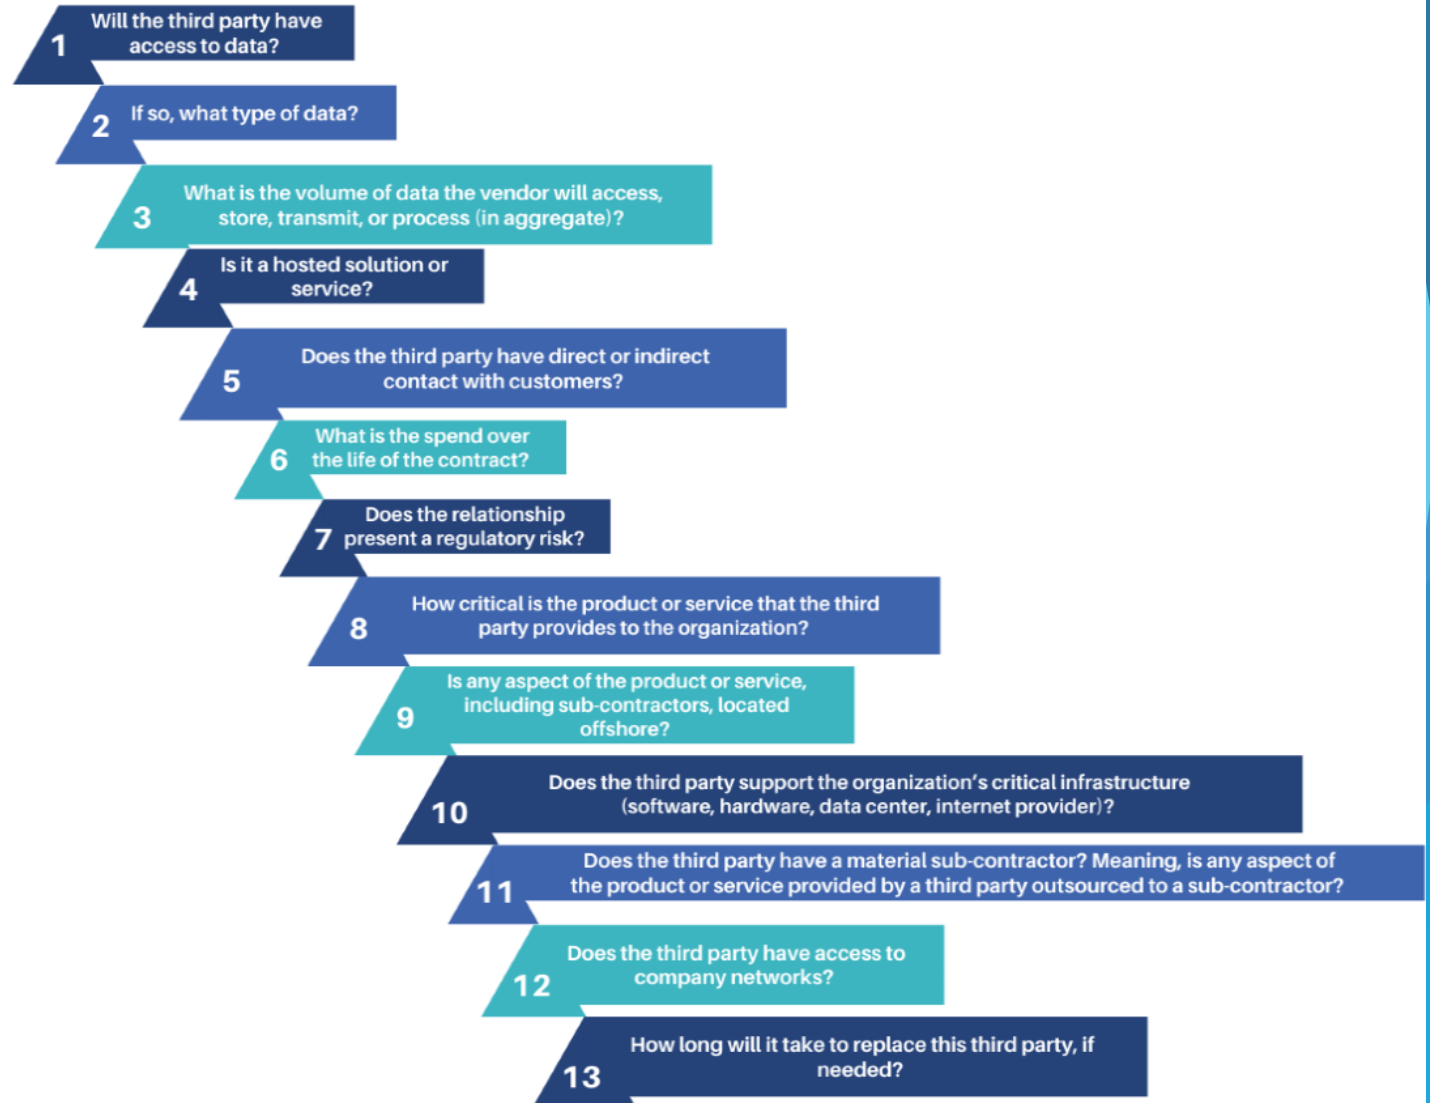 1
Will the third party have
access to data?
2
If so, what type of data?
3
What is the volume of data the vendor will access,
store, transmit, or process (in aggregate)?
4
Is it a hosted solution or
service?
5
Does the third party have direct or indirect
contact with customers?
6
What is the spend over
the life of the contract?
7
Does the relationship
present a regulatory risk?
8
How critical is the product or service that the third
party provides to the organization?
9
Is any aspect of the product or service,
including sub-contractors, located
offshore?
10
Does the third party support the organization’s critical infrastructure
(software, hardware, data center, internet provider)?
11
Does the third party have a material sub-contractor? Meaning, is any aspect of
the product or service provided by a third party outsourced to a sub-contractor?
12
Does the third party have access to
company networks?
13
How long will it take to replace this third party, if
needed?